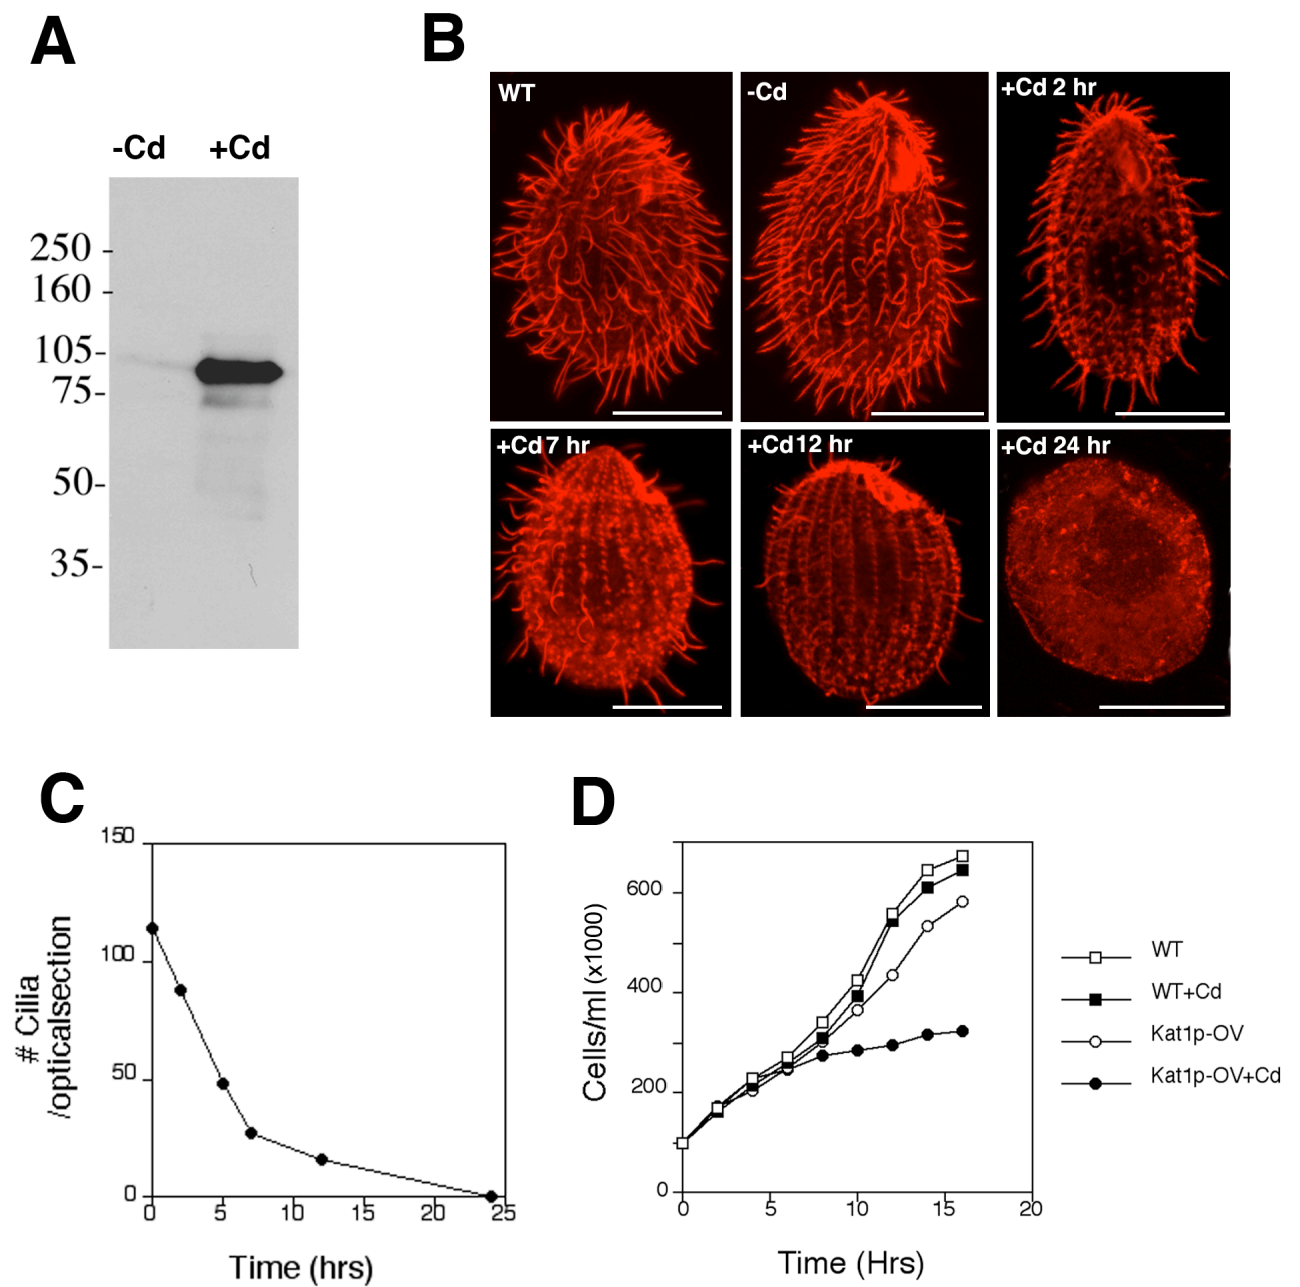 A
B
-Cd +Cd
250 -
160 -
105-
75-
50-
35-
WT
-Cd
+Cd 2 hr
+Cd7 hr
+Cd12 hr
+Cd 24 hr
C
# Cilia
/opticalsection
150
100
50
0
0 5 10 15 20 25
Time (hrs)
D
Cells/ml (x1000)
600
400
200
0
0 5 10 15 20
Time (Hrs)
WT
WT+Cd
Kat1p-OV
Kat1p-OV+Cd